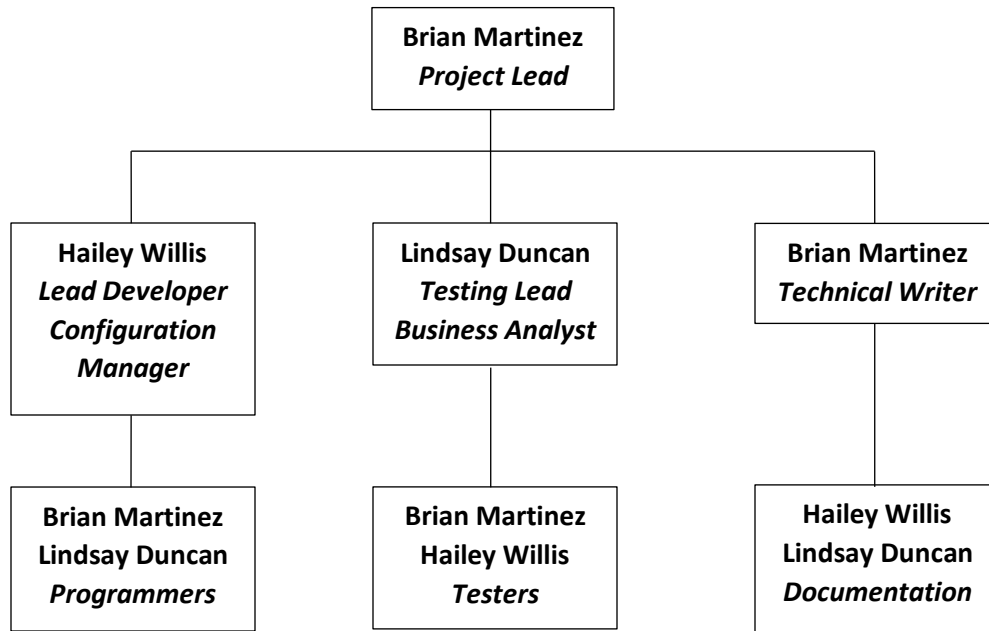 Brian Martinez
Project Lead
Hailey Willis
Lead Developer
Configuration
Manager
Lindsay Duncan
Testing Lead
Business Analyst
Brian Martinez
Technical Writer
Brian Martinez
Lindsay Duncan
Programmers
Brian Martinez
Hailey Willis
Testers
Hailey Willis
Lindsay Duncan
Documentation